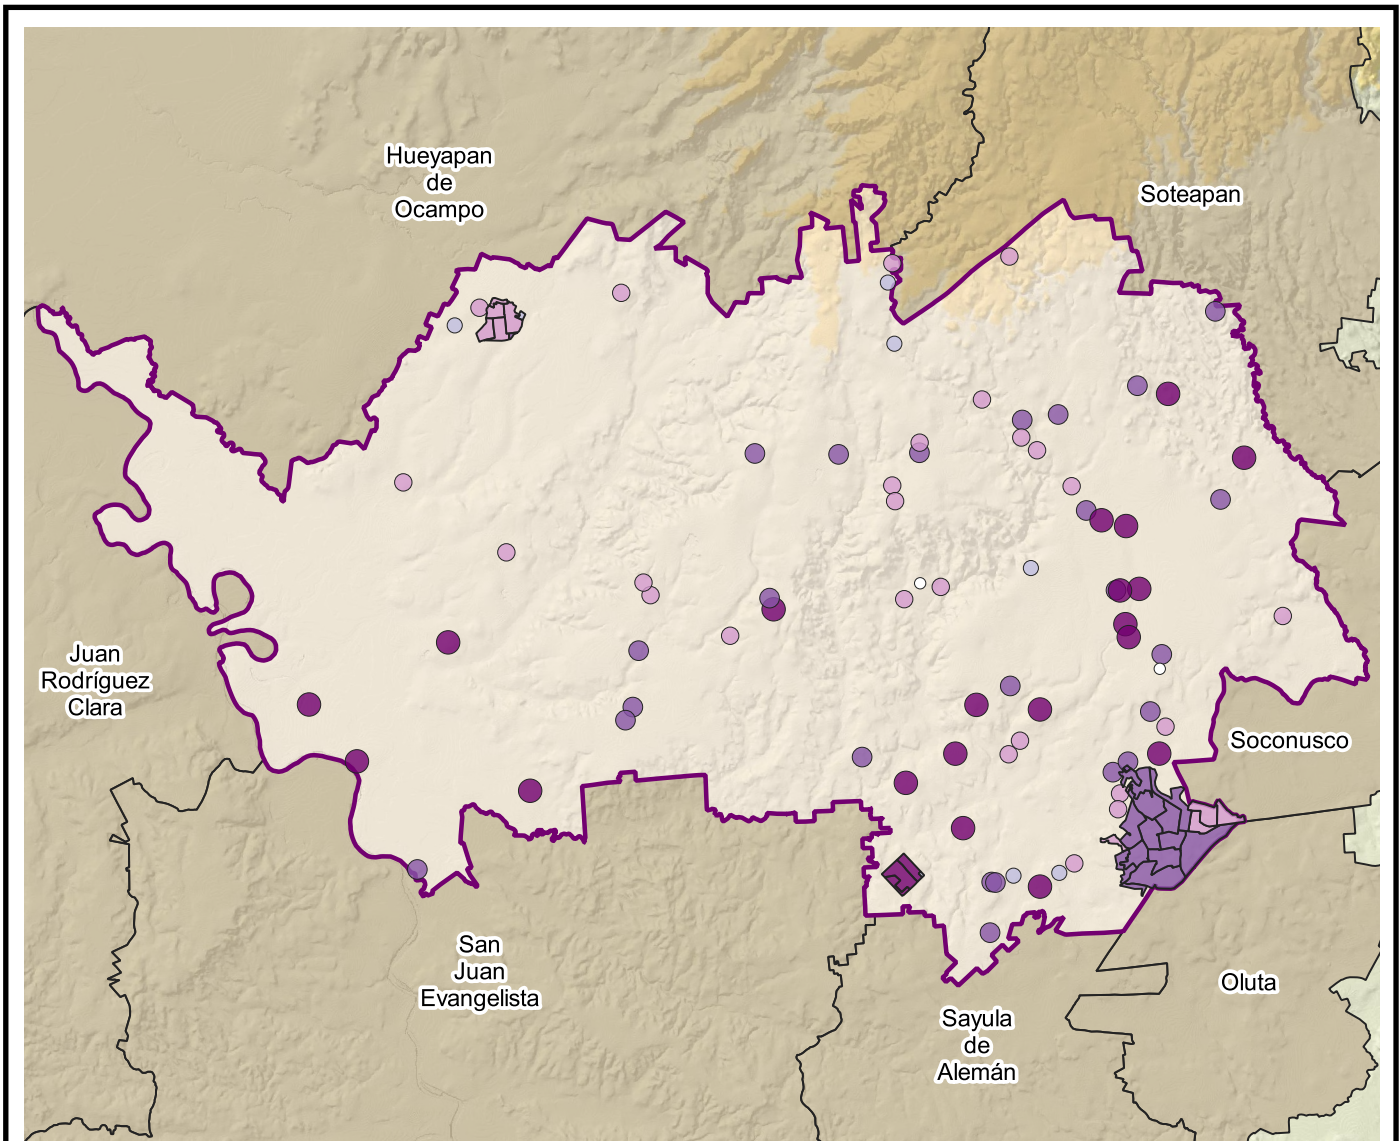 Hueyapan
de
Ocampo
Soteapan
Juan
Rodríguez
Clara
Soconusco
San
Juan
Evangelista
Oluta
Sayula
de
Alemán